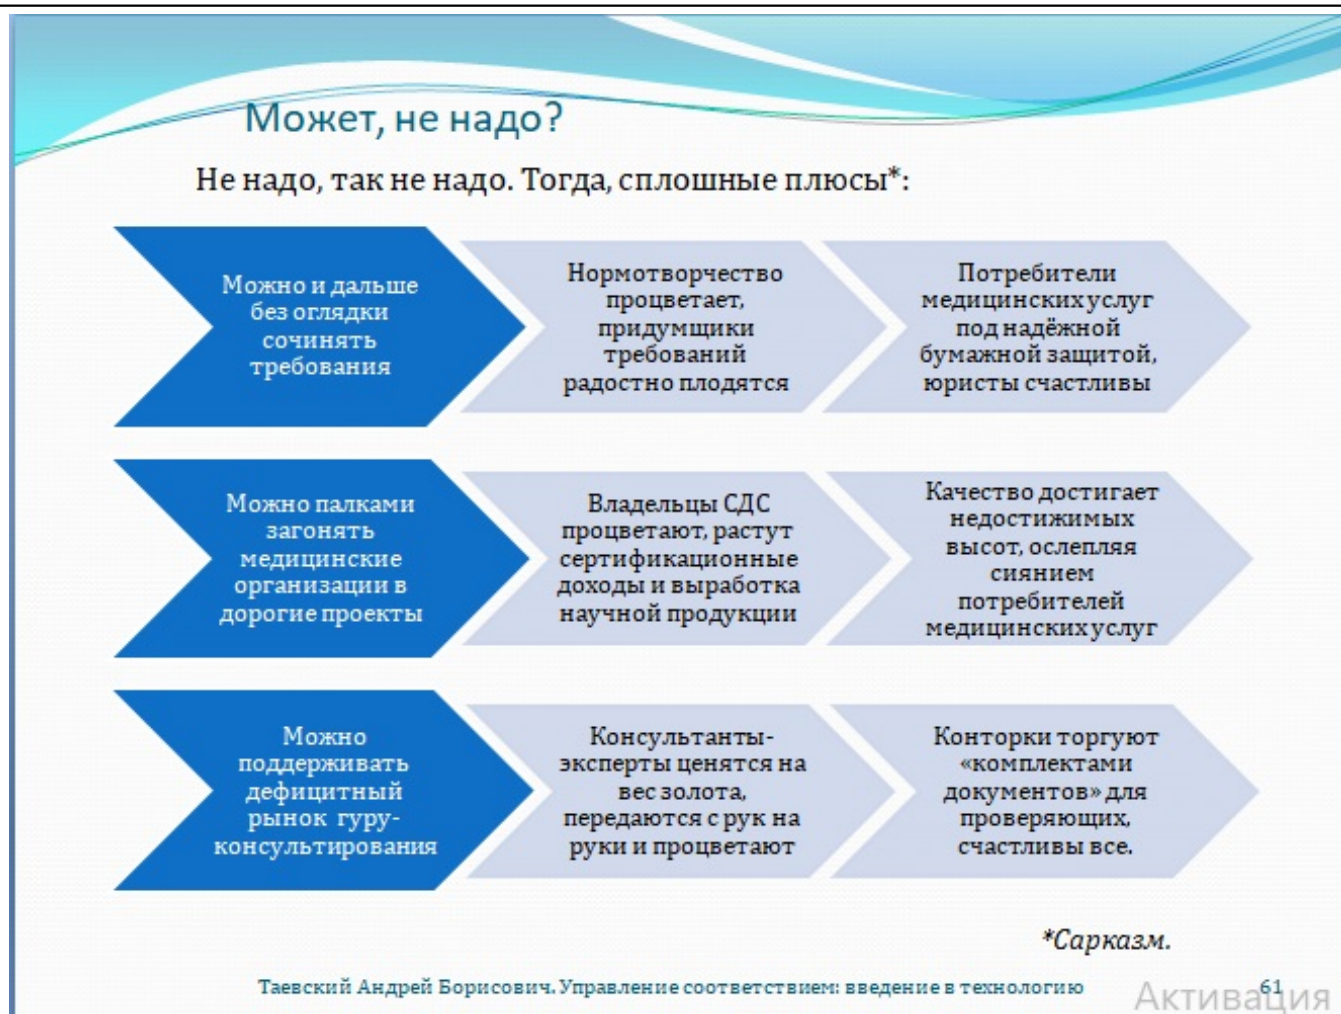 Может, не надо?
Не надо, так не надо. Тогда, сплошные плюсы*:
Можно и дальше
без оглядки
сочинять
требования
Нормотворчество
процветает,
придумщики
требований
радостно плодятся
Потребители
медицинских услуг
под надёжной
бумажной защитой,
юристы счастливы
Можно палками
загонять
медицинские
организации в
дорогие проекты
Владельцы СДС
процветают, растут
сертификационные
доходы и выработка
научной продукции
Качество достигает
недостижимых
высот, ослепляя
сиянием
потребителей
медицинских услуг
Можно
поддерживать
дефицитный
рынок гуру-
консультирования
Консультанты-
эксперты ценятся на
вес золота,
передаются с рук на
руки и процветают
Конторки торгуют
«комплектами
документов» для
проверяющих,
счастливы все.
*Сарказм.
Таевский Андрей Борисович. Управление соответствием: введение в технологию
61
Активация